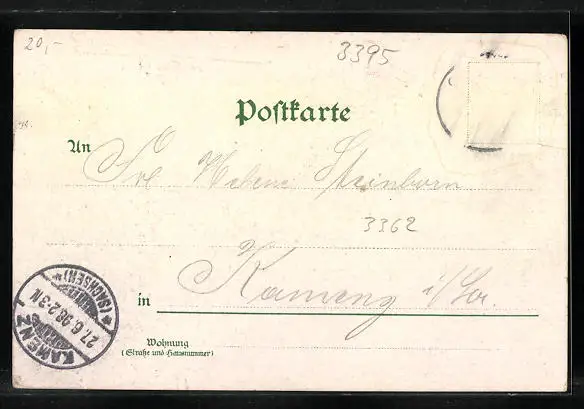 20,-
3395
Postkarte
An
Frl Helene Steinborn
3362
in Kamenz i/Sa.
KAMENZ
* (SACHSEN) *
27.6.98. 2-3N.
Wohnung
(Straße und Hausnummer)